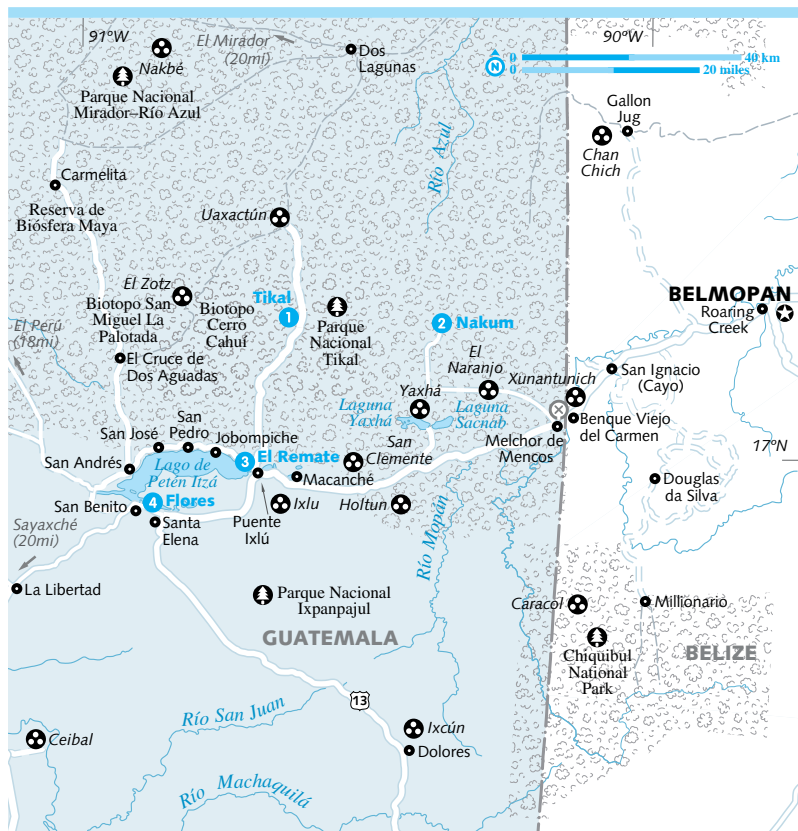 91°W
90°W
El Mirador
(20mi)
Nakbé
Dos
Lagunas
0
40 km
N
0
20 miles
Parque Nacional
Mirador–Río Azul
Gallon
Jug
Chan
Chich
Río Azul
Carmelita
Reserva de
Biósfera Maya
Uaxactún
El Zotz
Biotopo San
Miguel La
Palotada
Biotopo
Cerro
Cahuí
Tikal
1
Parque
Nacional
Tikal
2
Nakum
BELMOPAN
Roaring
Creek
El Perú
(18mi)
El Cruce de
Dos Aguadas
El
Naranjo
Xunantunich
San Ignacio
(Cayo)
Yaxhá
Laguna
Yaxhá
Laguna
Sacnáb
Benque Viejo
del Carmen
Melchor de
Mencos
17°N
San José
San
Pedro
Jobompiche
San Andrés
Lago de
Petén Itzá
3
El Remate
San
Clemente
Macanché
Douglas
da Silva
San Benito
4
Flores
Ixlu
Holtun
Sayaxché
(20mi)
Santa
Elena
Puente
Ixlú
Río Mopán
La Libertad
Parque Nacional
Ixpanpajul
Caracol
Millionario
GUATEMALA
Chiquibul
National
Park
BELIZE
13
Río San Juan
Ceibal
Ixcún
Dolores
Río Machaquilá